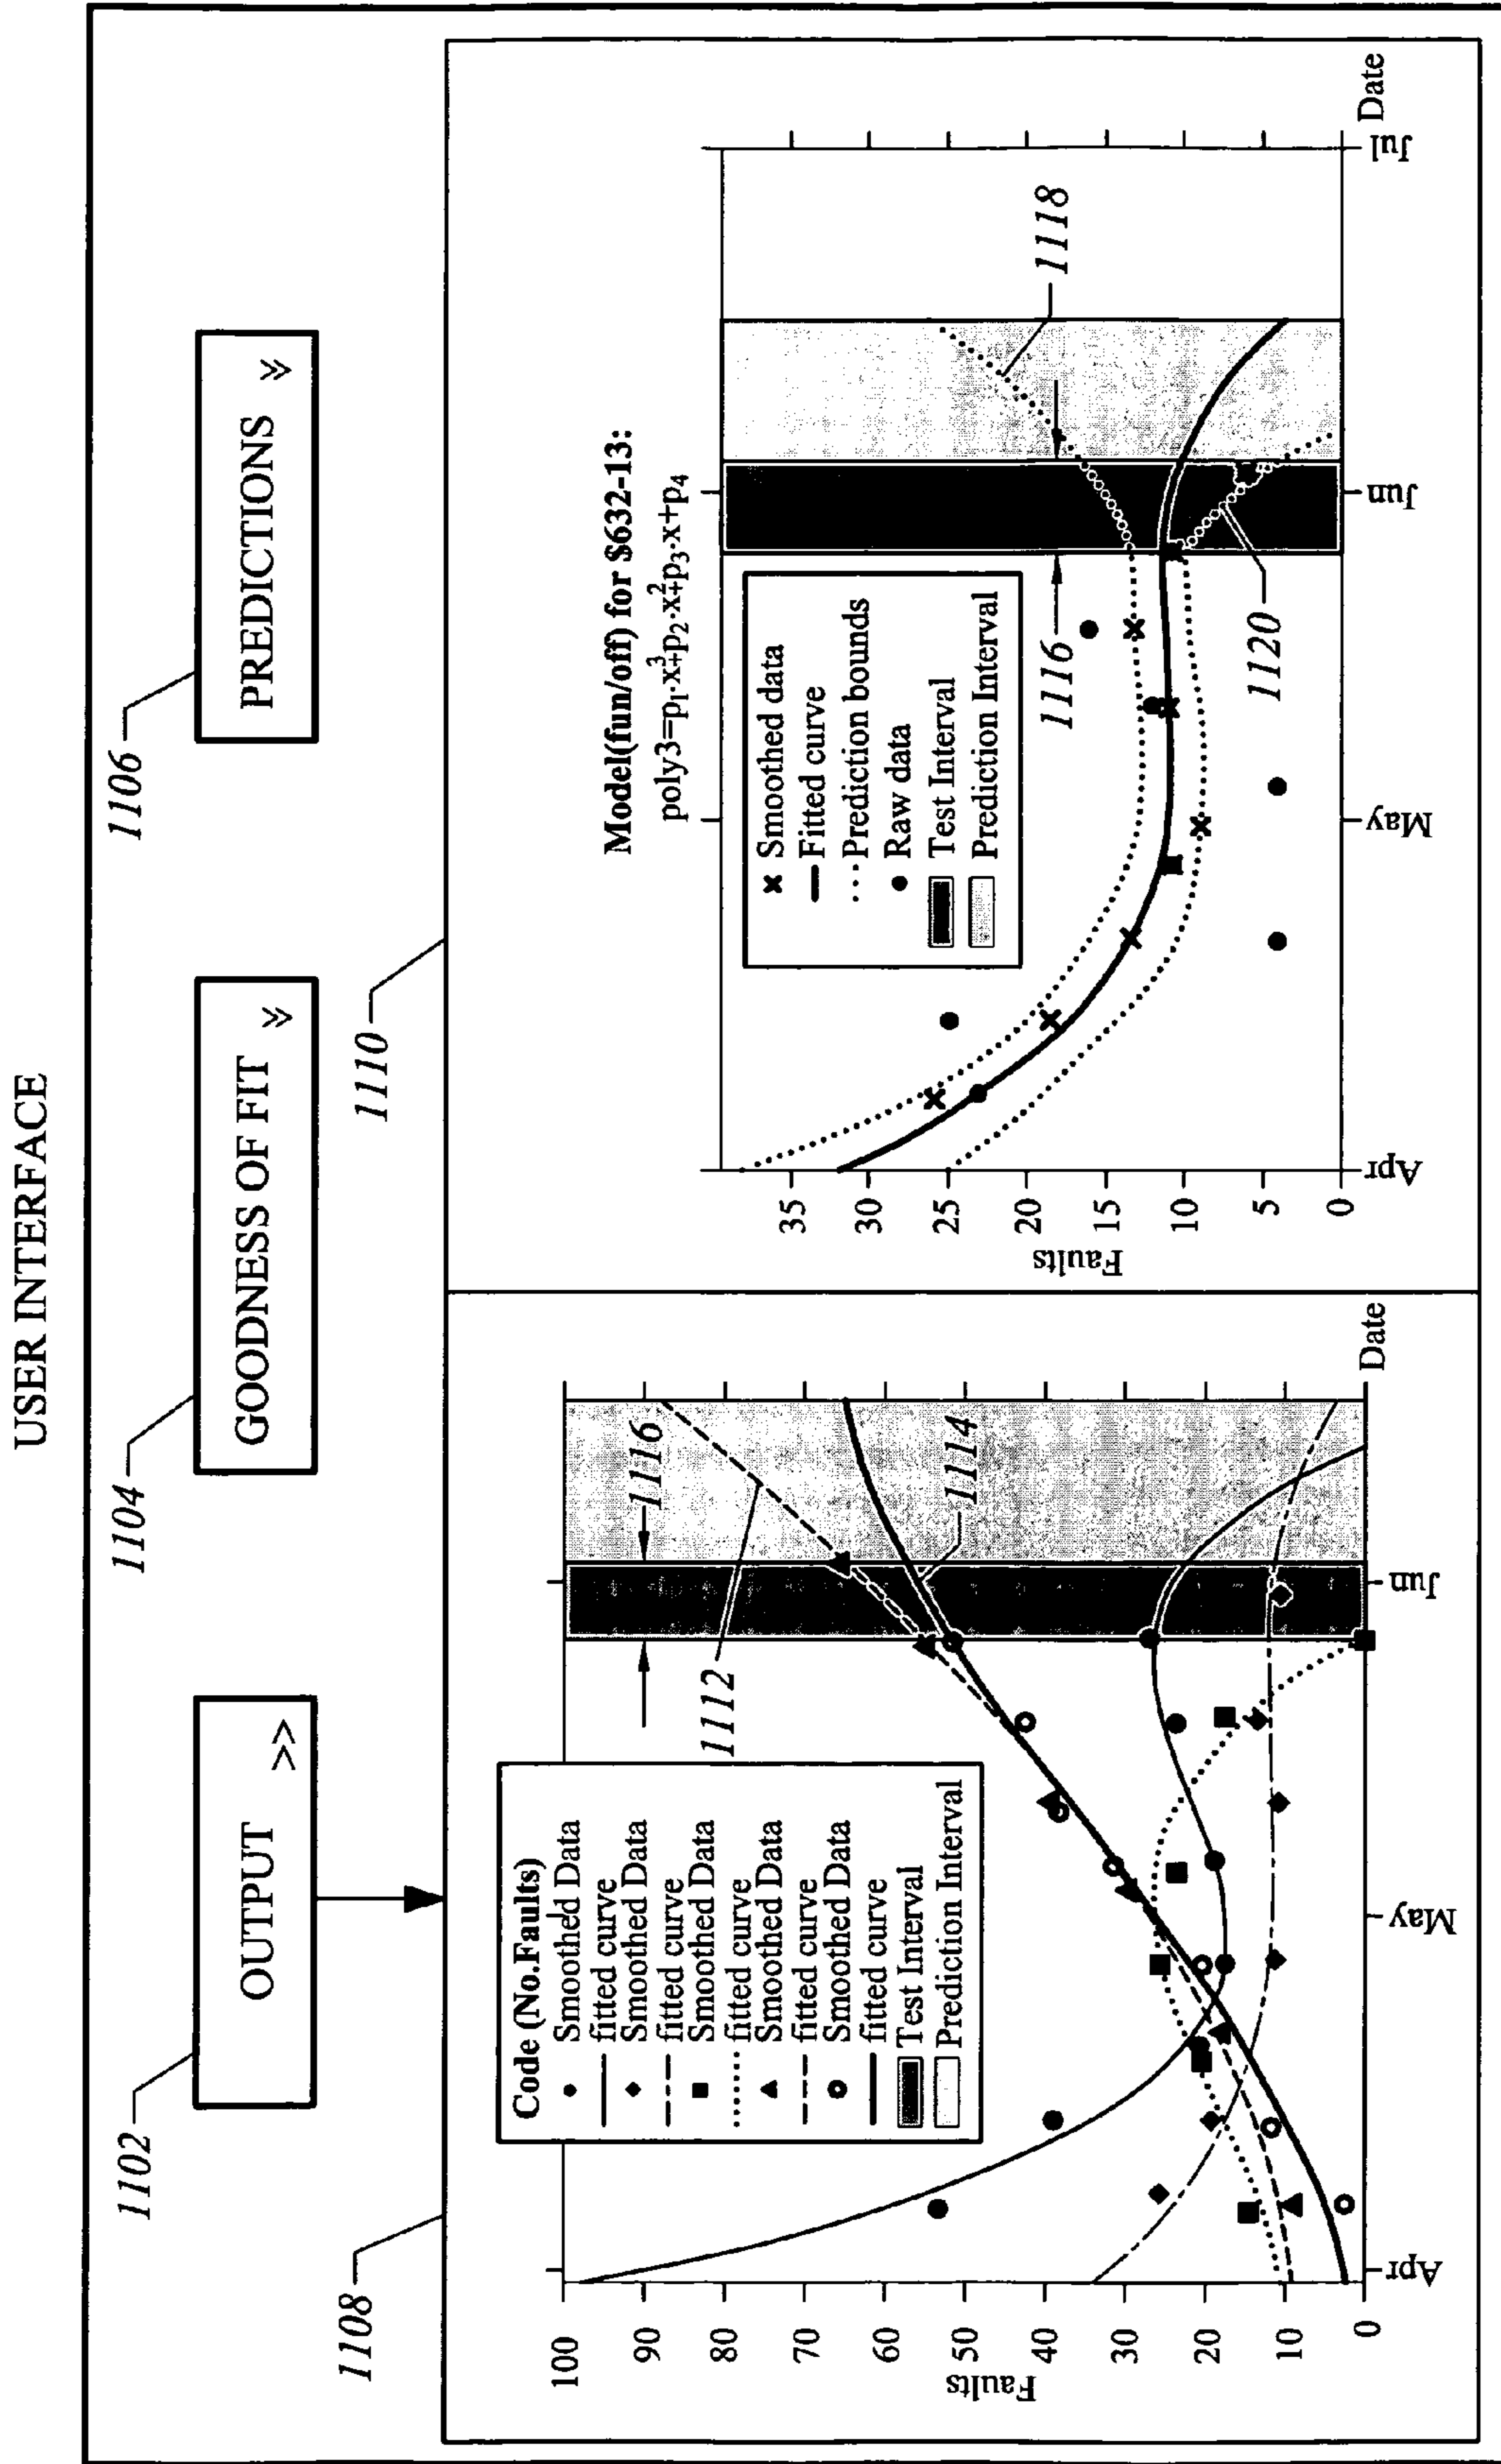 USER INTERFACE
1102
OUTPUT >>
1104
GOODNESS OF FIT »
1106
PREDICTIONS »
1108
1110
Code (No.Faults)
Smoothed Data
fitted curve
Smoothed Data
fitted curve
Smoothed Data
fitted curve
Smoothed Data
fitted curve
Smoothed Data
fitted curve
Test Interval
Prediction Interval
1116
1112
1114
100
90
80
70
60
50
40
30
20
10
0
Faults
Apr
May
Jun
Date
Model(fun/off) for $632-13:
poly3=p₁·x³+p₂·x²+p₃·x+p₄
Smoothed data
Fitted curve
Prediction bounds
Raw data
Test Interval
Prediction Interval
1116
1118
1120
35
30
25
20
15
10
5
0
Faults
Apr
May
Jun
Jul
Date